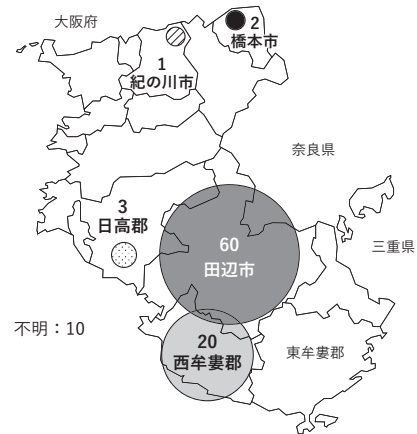 大阪府
2
橋本市
1
紀の川市
奈良県
3
日高郡
60
田辺市
三重県
不明：10
20
西牟婁郡
東牟婁郡